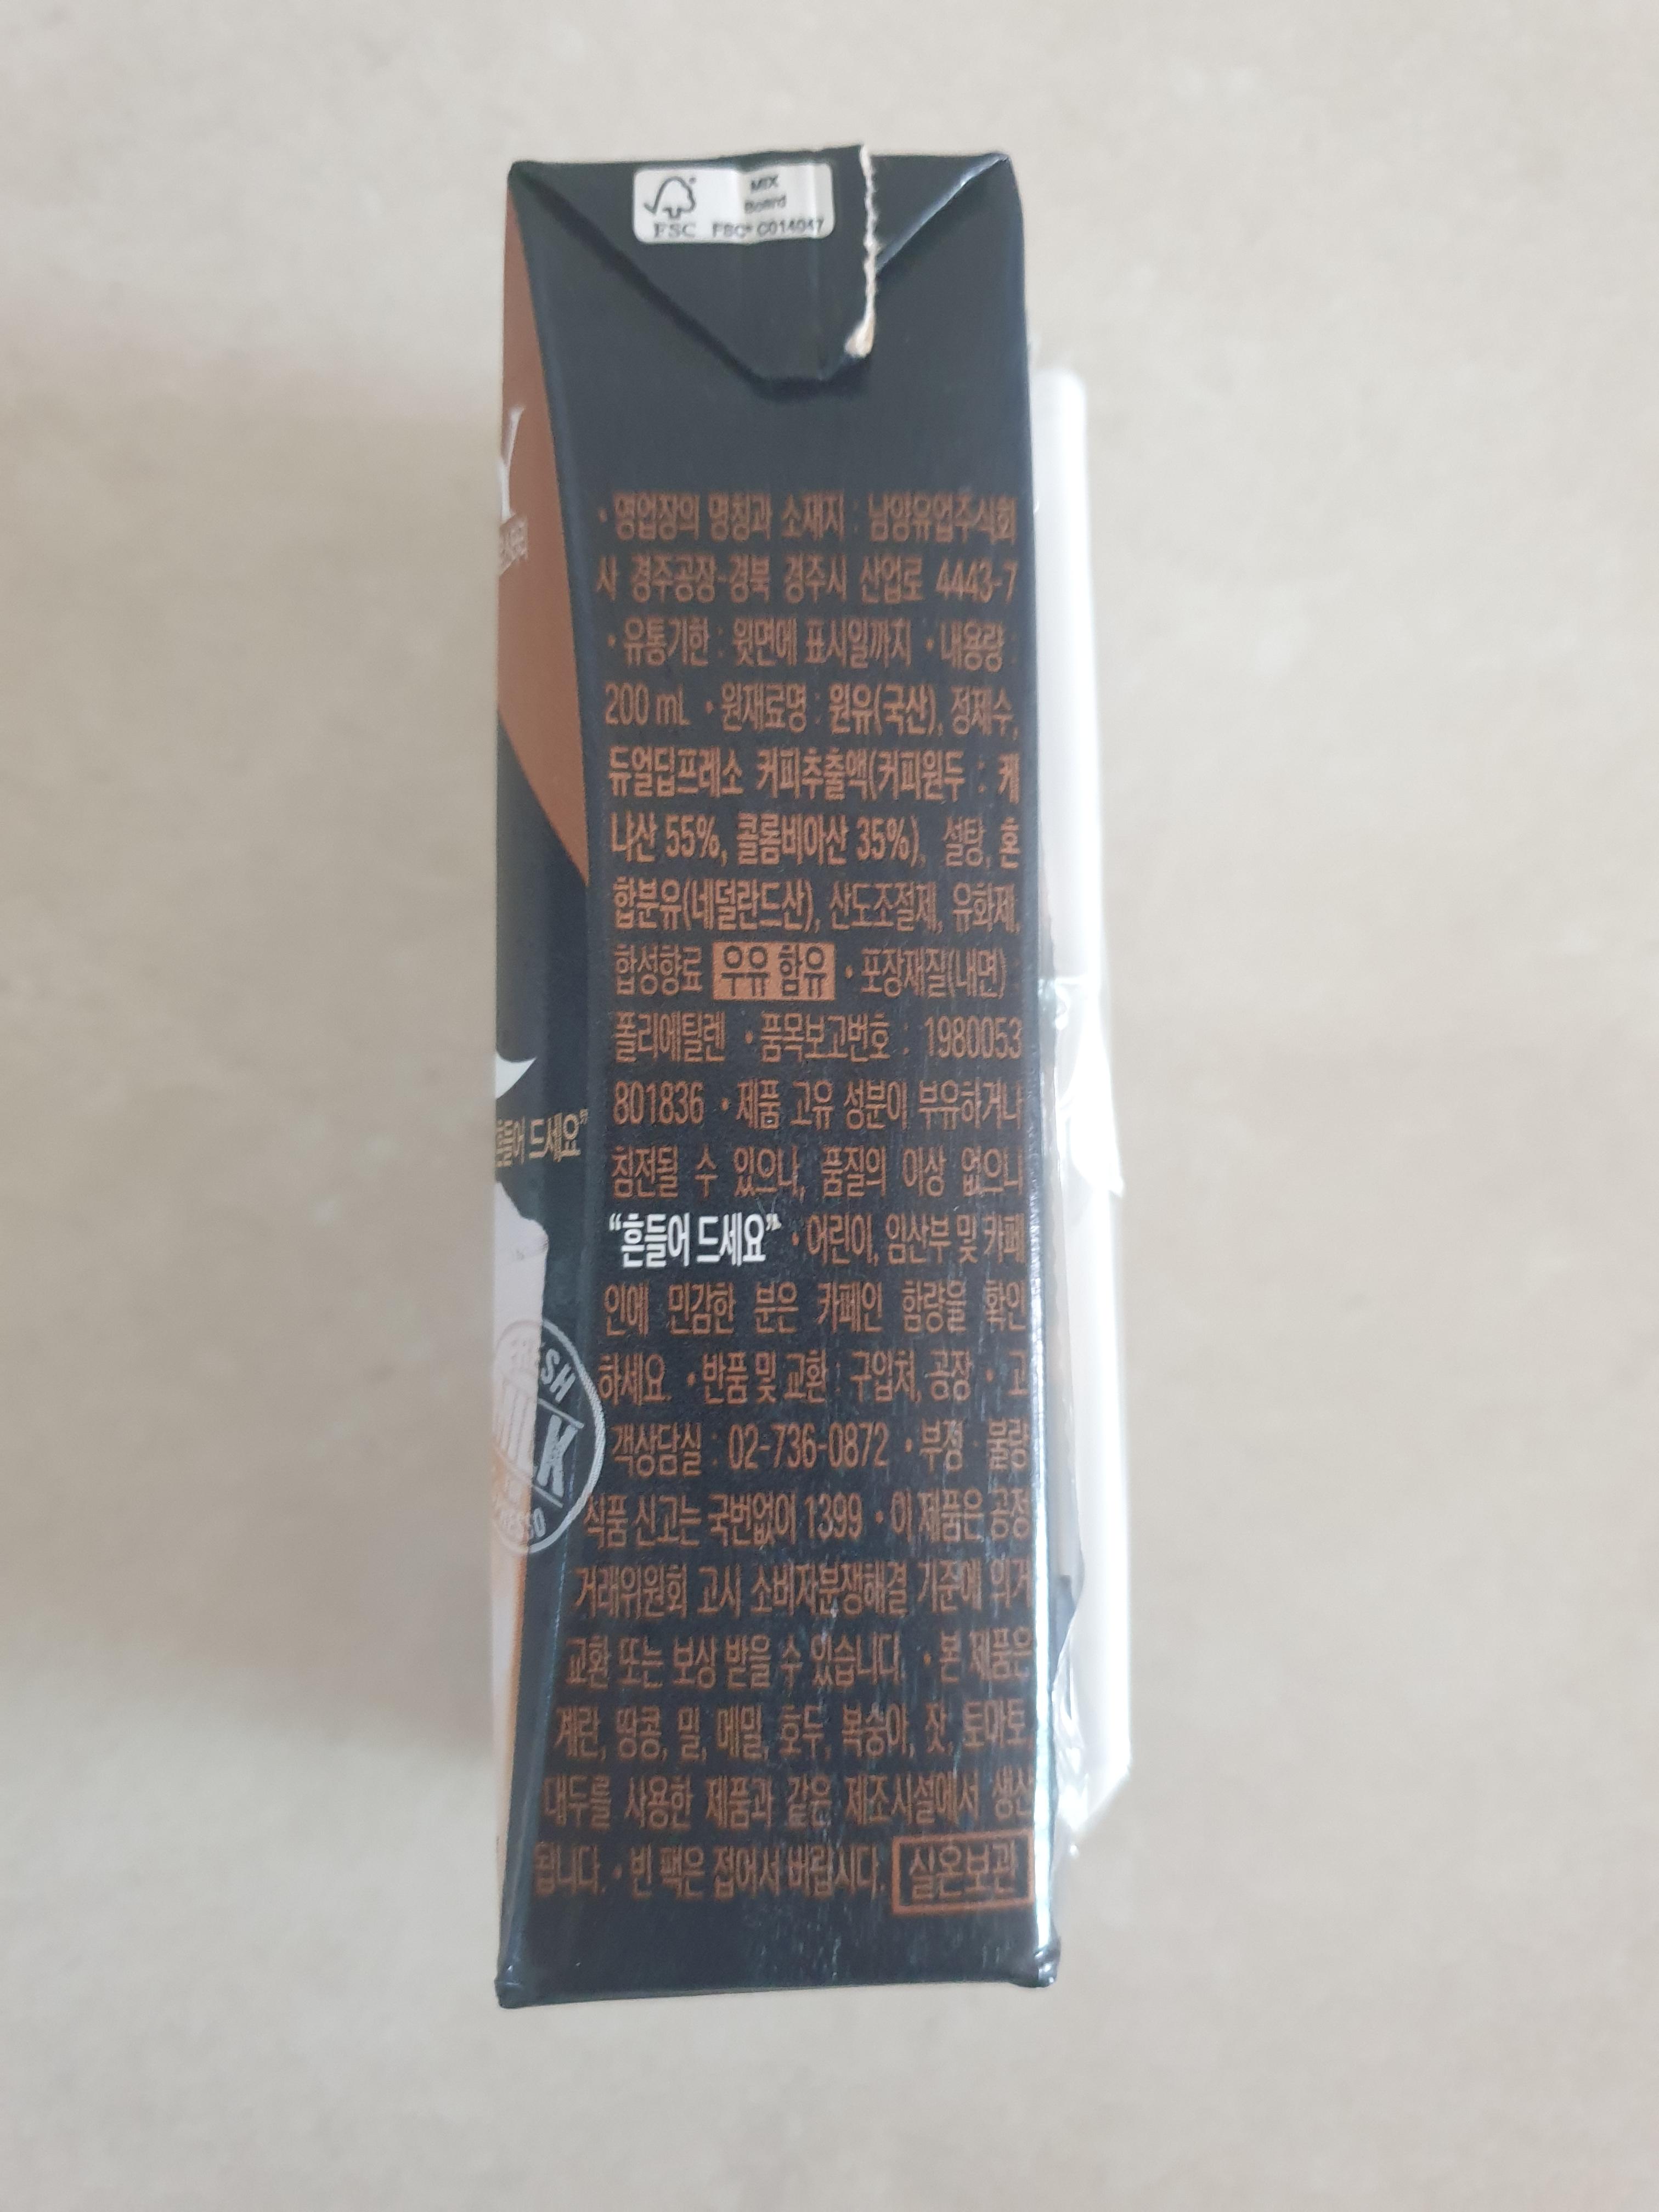 MIX
Board
FSC FSC® C014047
• 영업장의 명칭과 소재지 : 남양유업주식회
사 경주공장-경북 경주시 산업로 4443-7
• 유통기한 : 윗면에 표시일까지 • 내용량 :
200 mL • 원재료명 : 원유(국산), 정제수,
듀얼딥프레소 커피추출액(커피원두 : 케
냐산 55%, 콜롬비아산 35%), 설탕, 혼
합분유(네덜란드산), 산도조절제, 유화제,
합성향료 우유 함유 • 포장재질(내면) :
폴리에틸렌 • 품목보고번호 : 1980053
801836 • 제품 고유 성분이 부유하거나
침전될 수 있으나, 품질의 이상 없으니
“흔들어 드세요” • 어린이, 임산부 및 카페
인에 민감한 분은 카페인 함량을 확인
하세요. • 반품 및 교환 : 구입처, 공장 • 고
객상담실 : 02-736-0872 • 부정 · 불량
식품 신고는 국번없이 1399 • 이 제품은 공정
거래위원회 고시 소비자분쟁해결 기준에 의거
교환 또는 보상 받을 수 있습니다. • 본 제품은
계란, 땅콩, 밀, 메밀, 호두, 복숭아, 잣, 토마토,
대두를 사용한 제품과 같은 제조시설에서 생산
됩니다. • 빈 팩은 접어서 버립시다. 실온보관
Y
흔들어 드세요”
MILK